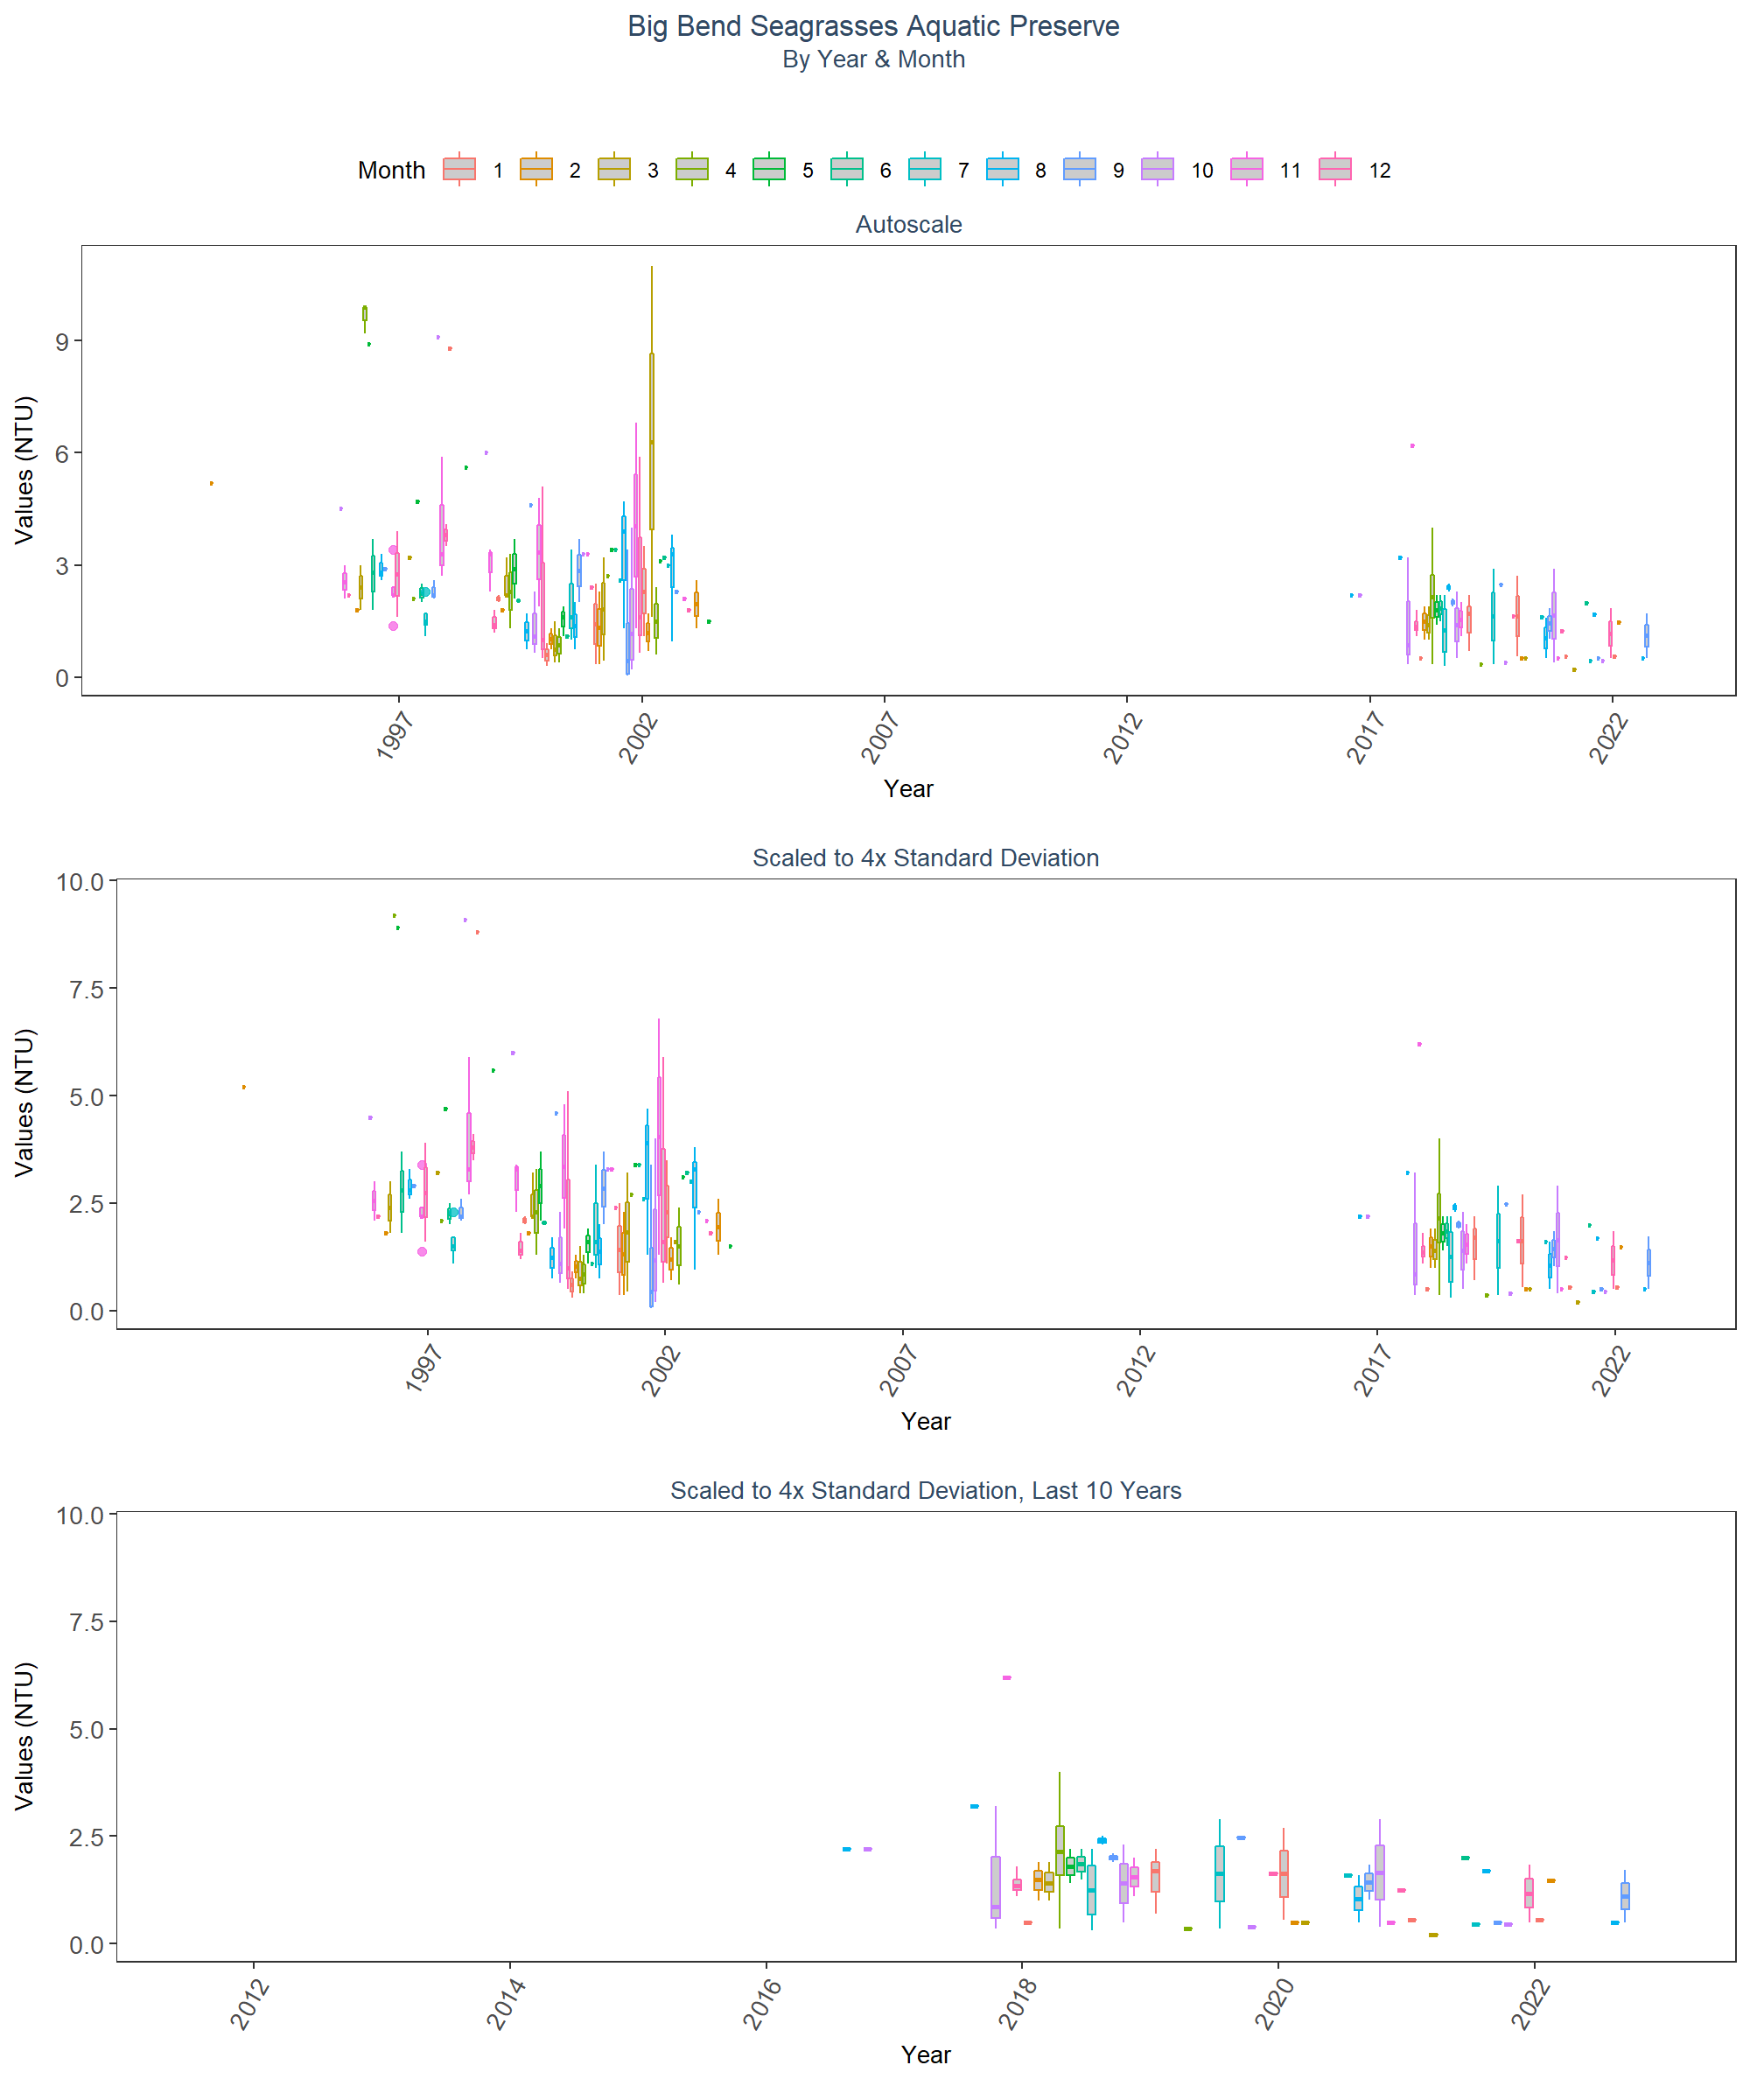 Big Bend Seagrasses Aquatic Preserve
By Year & Month
Month 1 2 3 4 5 6 7 8 9 10 11 12
Autoscale
Values (NTU)
9
6
3
0
1997 2002 2007 2012 2017 2022
Year
Scaled to 4x Standard Deviation
Values (NTU)
10.0
7.5
5.0
2.5
0.0
1997 2002 2007 2012 2017 2022
Year
Scaled to 4x Standard Deviation, Last 10 Years
Values (NTU)
10.0
7.5
5.0
2.5
0.0
2012 2014 2016 2018 2020 2022
Year